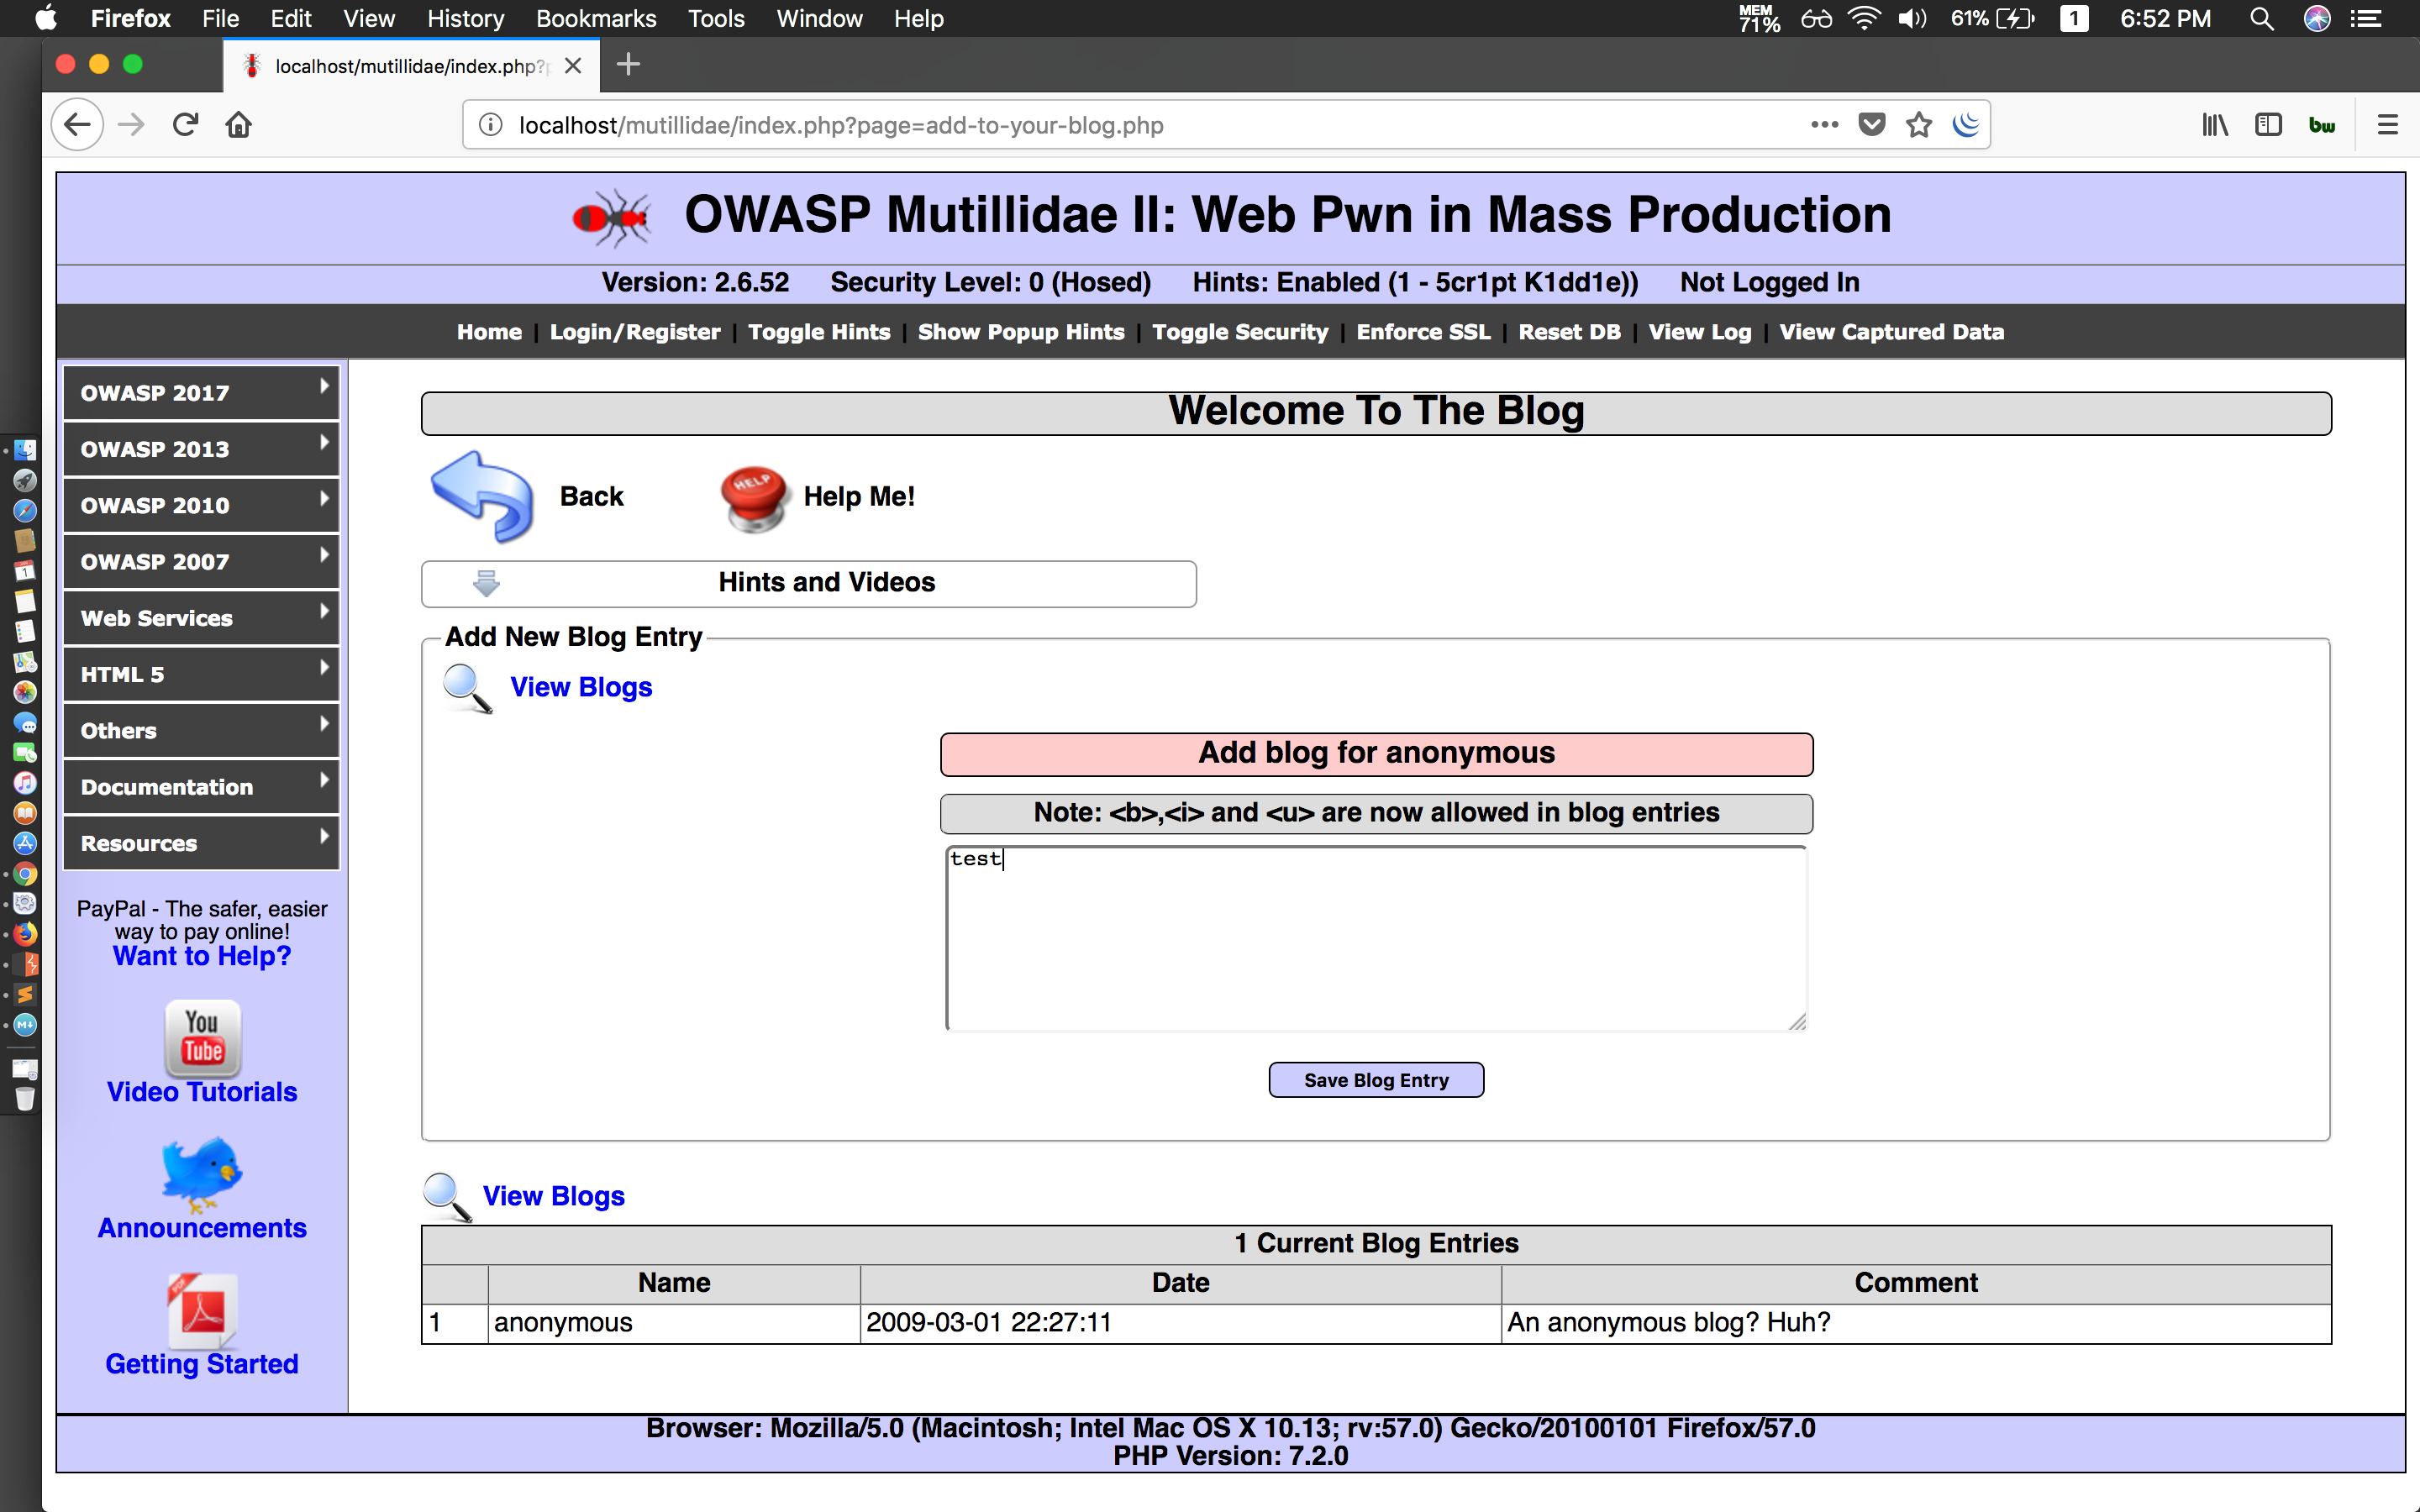 Firefox File Edit View History Bookmarks Tools Window Help MEM 71% 61% 1 6:52 PM
localhost/mutillidae/index.php?
localhost/mutillidae/index.php?page=add-to-your-blog.php
bw
OWASP Mutillidae II: Web Pwn in Mass Production
Version: 2.6.52 Security Level: 0 (Hosed) Hints: Enabled (1 - 5cr1pt K1dd1e)) Not Logged In
Home | Login/Register | Toggle Hints | Show Popup Hints | Toggle Security | Enforce SSL | Reset DB | View Log | View Captured Data
OWASP 2017
OWASP 2013
OWASP 2010
OWASP 2007
Web Services
HTML 5
Others
Documentation
Resources
PayPal - The safer, easier
way to pay online!
Want to Help?
You
Tube
Video Tutorials
Announcements
PDF
Getting Started
Welcome To The Blog
Back
HELP
Help Me!
Hints and Videos
Add New Blog Entry
View Blogs
Add blog for anonymous
Note: <b>,<i> and <u> are now allowed in blog entries
test
Save Blog Entry
View Blogs
1 Current Blog Entries
Name Date Comment
1 anonymous 2009-03-01 22:27:11 An anonymous blog? Huh?
Browser: Mozilla/5.0 (Macintosh; Intel Mac OS X 10.13; rv:57.0) Gecko/20100101 Firefox/57.0
PHP Version: 7.2.0